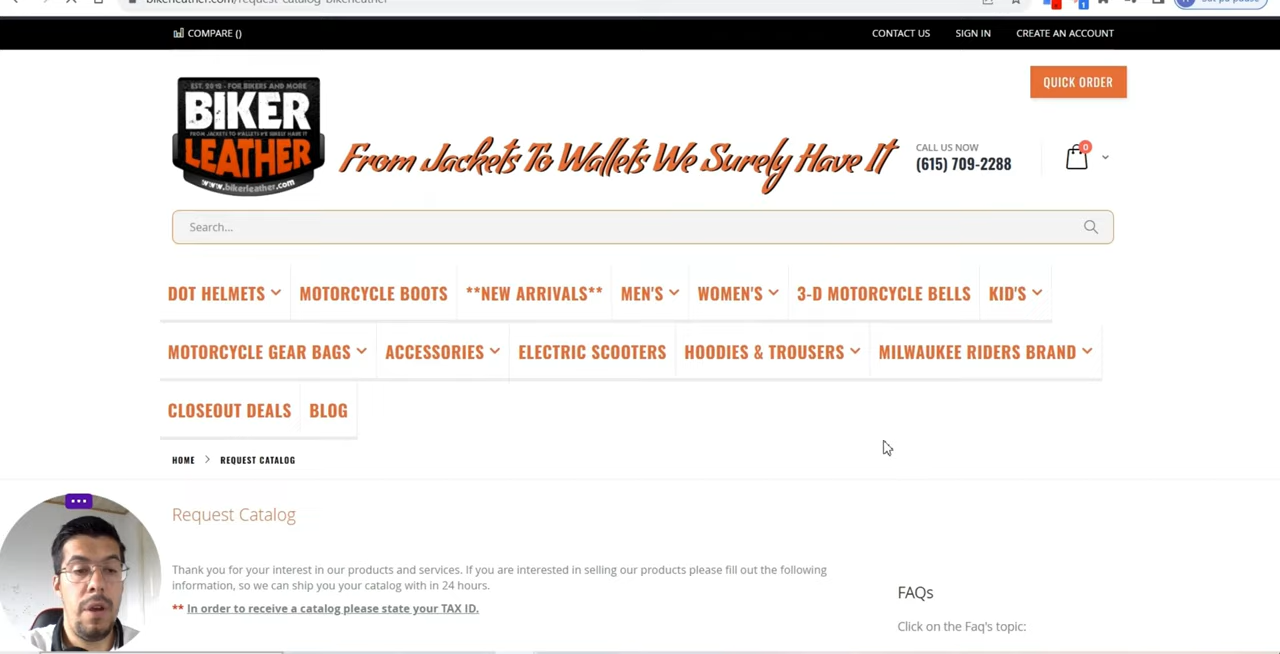 bikerleather.com/request-catalog-bikerleather
COMPARE ()
CONTACT US
SIGN IN
CREATE AN ACCOUNT
QUICK ORDER
EST. 2015 - FOR BIKERS AND MORE
BIKER
FROM JACKETS TO WALLETS WE SURELY HAVE IT
LEATHER
www.bikerleather.com
From Jackets To Wallets We Surely Have It
CALL US NOW
(615) 709-2288
0
Search...
DOT HELMETS
MOTORCYCLE BOOTS
**NEW ARRIVALS**
MEN'S
WOMEN'S
3-D MOTORCYCLE BELLS
KID'S
MOTORCYCLE GEAR BAGS
ACCESSORIES
ELECTRIC SCOOTERS
HOODIES & TROUSERS
MILWAUKEE RIDERS BRAND
CLOSEOUT DEALS
BLOG
HOME > REQUEST CATALOG
Request Catalog
Thank you for your interest in our products and services. If you are interested in selling our products please fill out the following
information, so we can ship you your catalog with in 24 hours.
** In order to receive a catalog please state your TAX ID.
FAQs
Click on the Faq's topic: